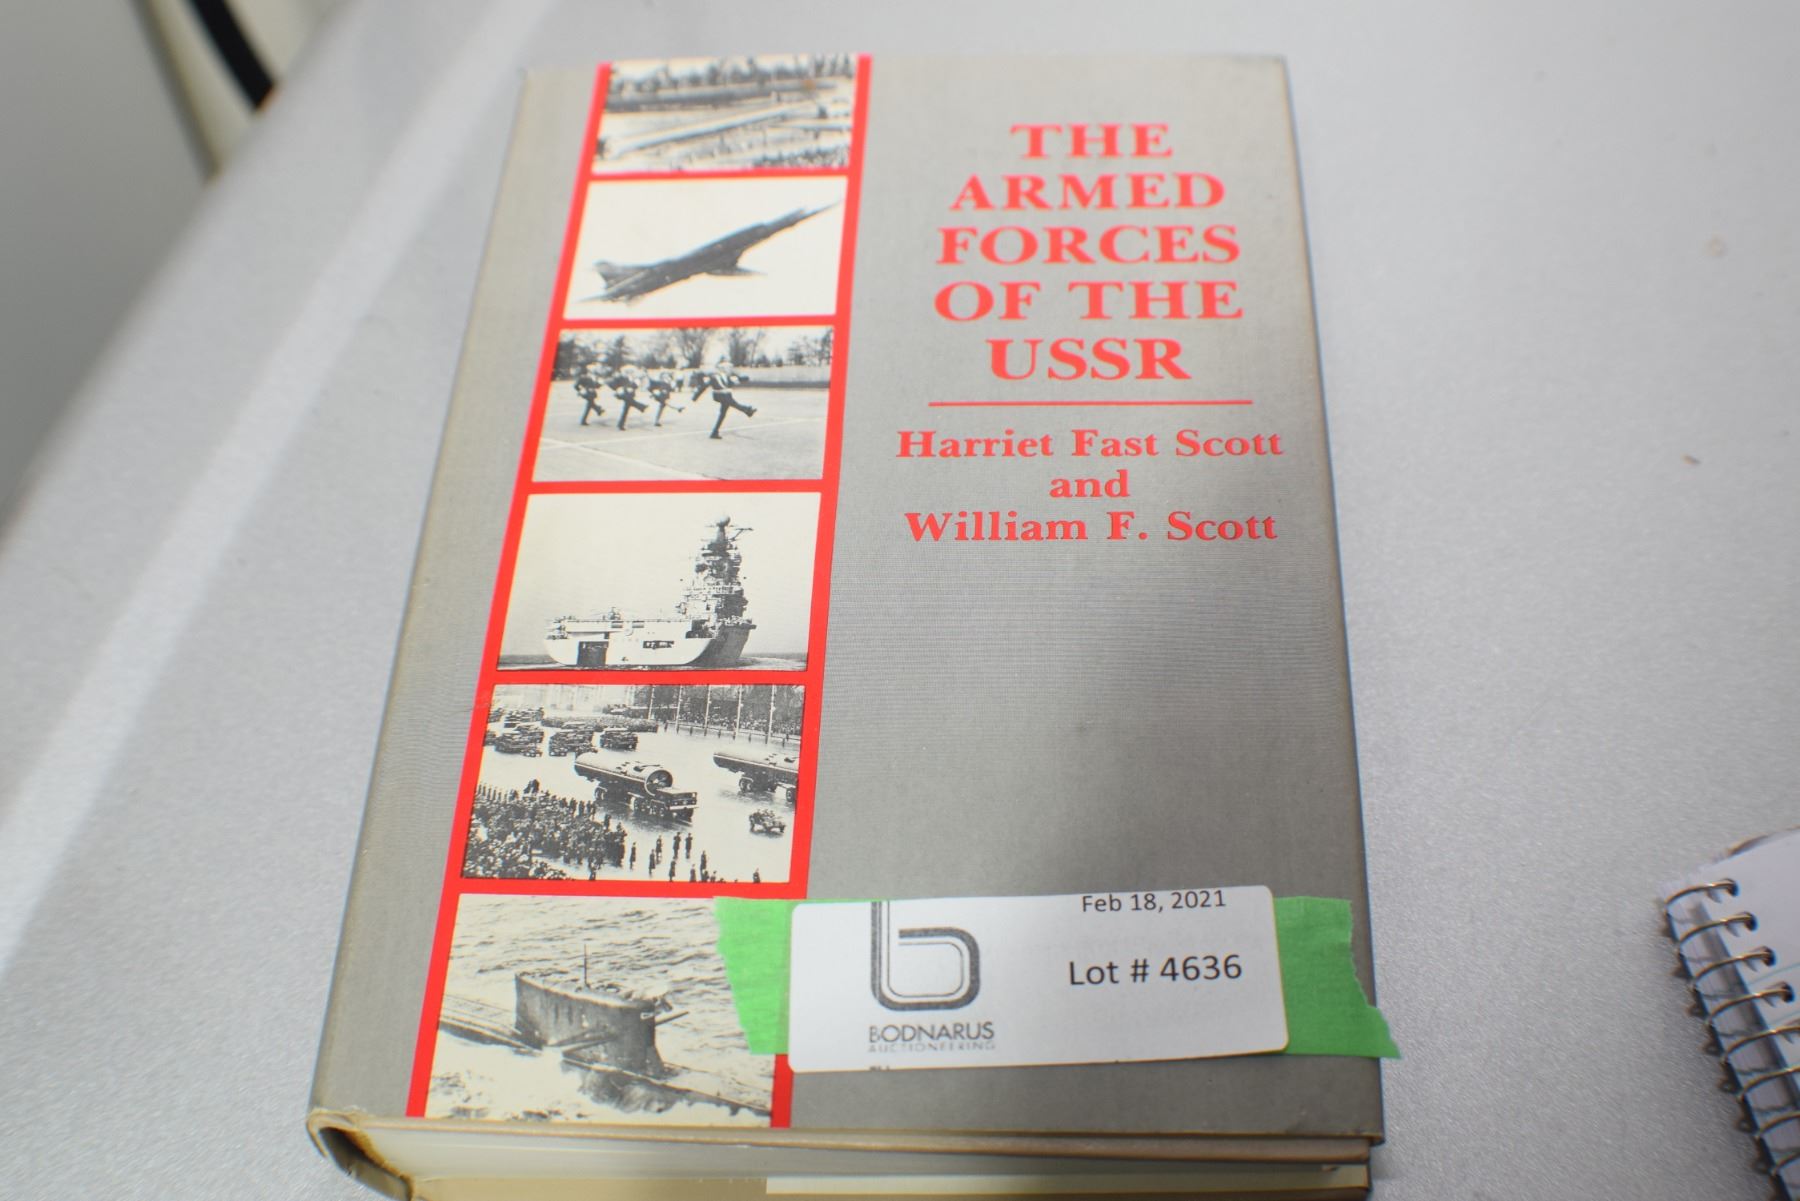 THE
ARMED
FORCES
OF THE
USSR
Harriet Fast Scott
and
William F. Scott
Feb 18, 2021
Lot # 4636
BODNARUS
AUCTIONEERING